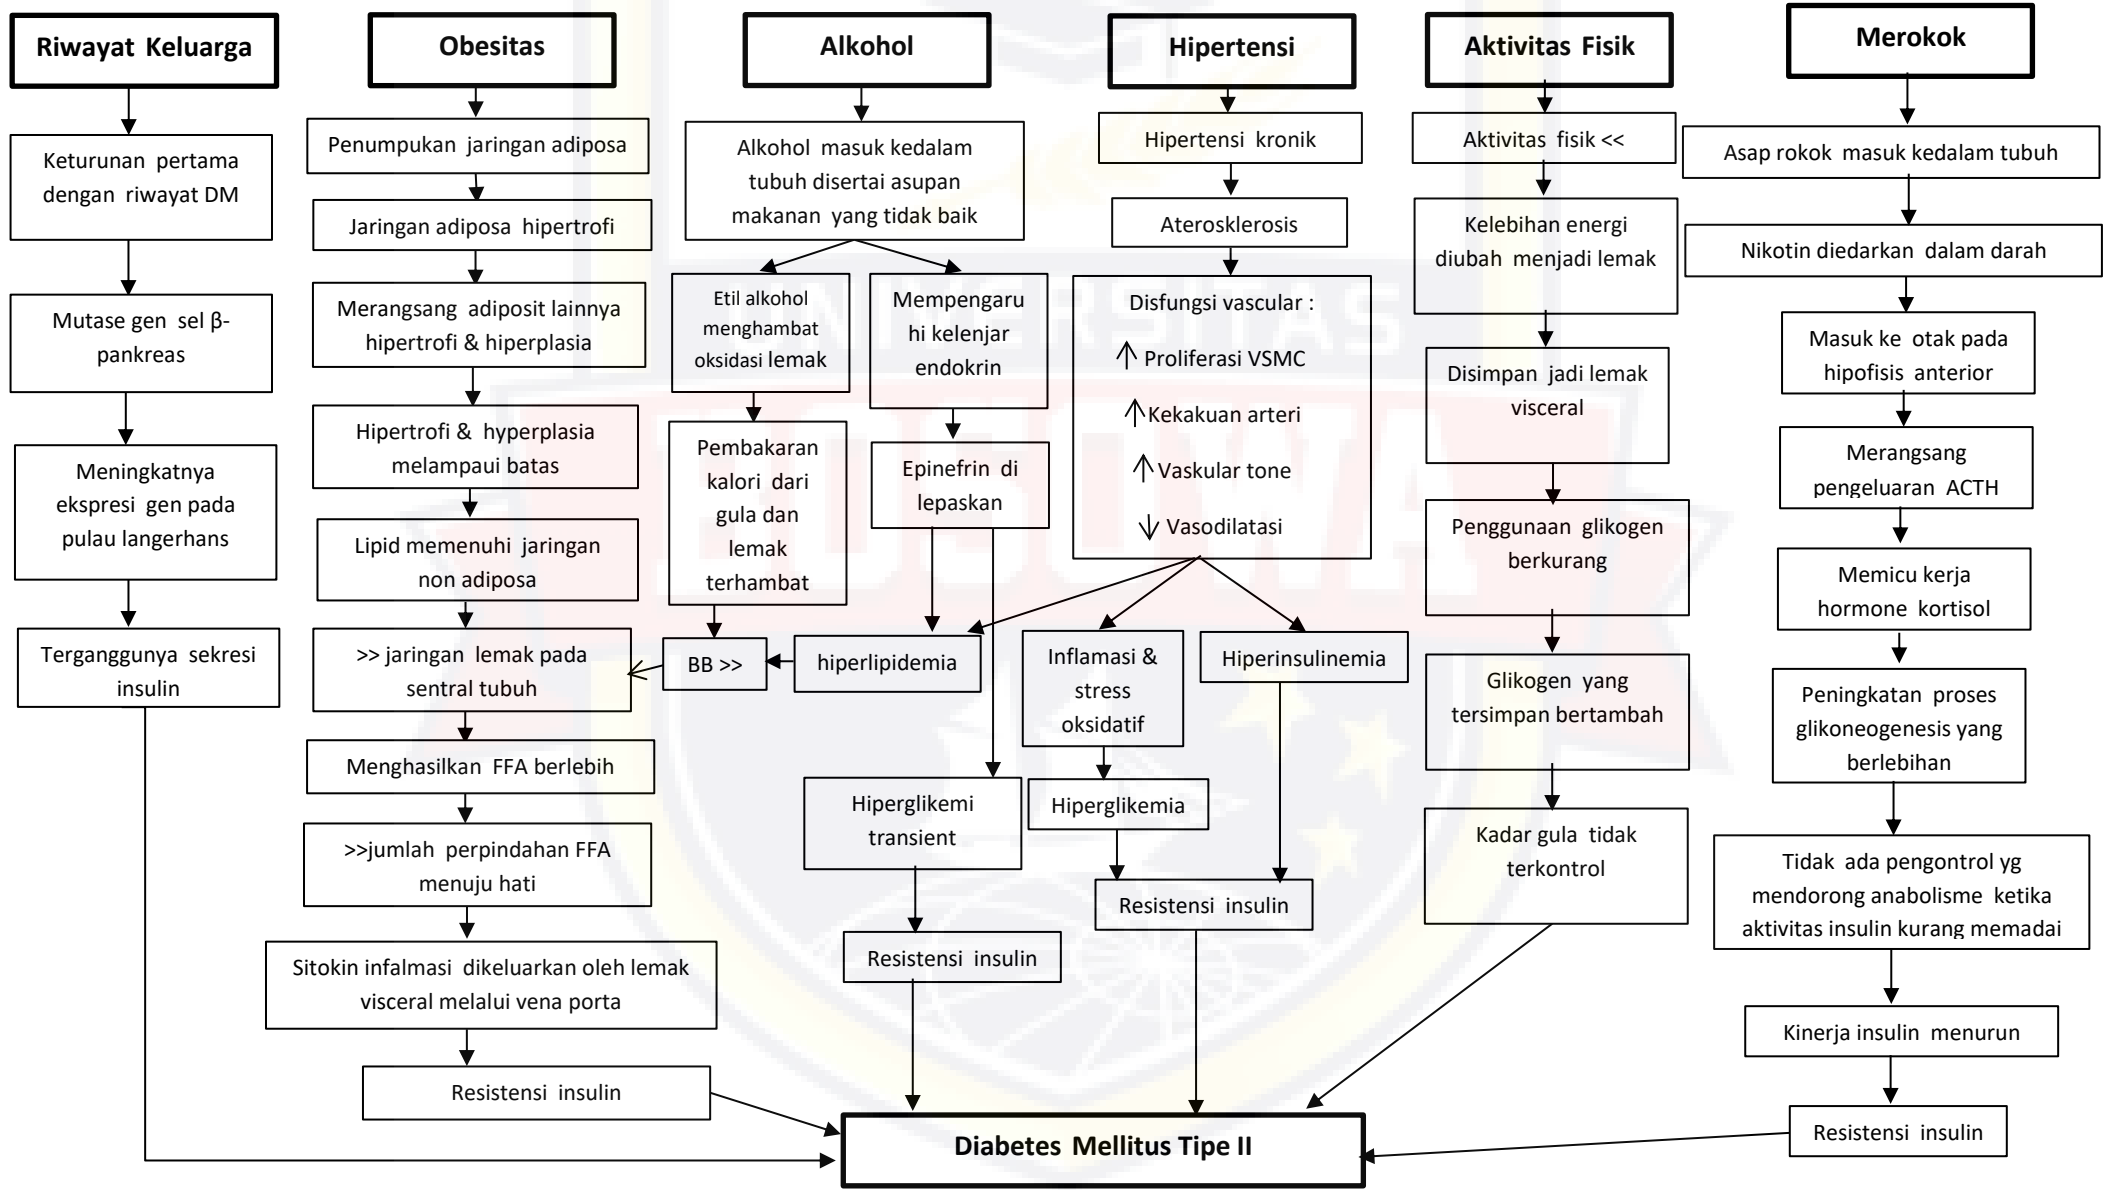 Riwayat Keluarga
Keturunan pertama
dengan riwayat DM
Mutase gen sel β-
pankreas
Meningkatnya
ekspresi gen pada
pulau langerhans
Terganggunya sekresi
insulin
Obesitas
Penumpukan jaringan adiposa
Jaringan adiposa hipertrofi
Merangsang adiposit lainnya
hipertrofi & hiperplasia
Hipertrofi & hyperplasia
melampaui batas
Lipid memenuhi jaringan
non adiposa
>> jaringan lemak pada
sentral tubuh
Menghasilkan FFA berlebih
>>jumlah perpindahan FFA
menuju hati
Sitokin infalmasi dikeluarkan oleh lemak
visceral melalui vena porta
Resistensi insulin
Alkohol
Alkohol masuk kedalam
tubuh disertai asupan
makanan yang tidak baik
Etil alkohol
menghambat
oksidasi lemak
Pembakaran
kalori dari
gula dan
lemak
terhambat
BB >>
Mempengaru
hi kelenjar
endokrin
Epinefrin di
lepaskan
hiperlipidemia
Hiperglikemi
transient
Resistensi insulin
Hipertensi
Hipertensi kronik
Aterosklerosis
Disfungsi vascular :
↑ Proliferasi VSMC
↑ Kekakuan arteri
↑ Vaskular tone
↓ Vasodilatasi
Inflamasi &
stress
oksidatif
Hiperglikemia
Hiperinsulinemia
Resistensi insulin
Aktivitas Fisik
Aktivitas fisik <<
Kelebihan energi
diubah menjadi lemak
Disimpan jadi lemak
visceral
Penggunaan glikogen
berkurang
Glikogen yang
tersimpan bertambah
Kadar gula tidak
terkontrol
Merokok
Asap rokok masuk kedalam tubuh
Nikotin diedarkan dalam darah
Masuk ke otak pada
hipofisis anterior
Merangsang
pengeluaran ACTH
Memicu kerja
hormone kortisol
Peningkatan proses
glikoneogenesis yang
berlebihan
Tidak ada pengontrol yg
mendorong anabolisme ketika
aktivitas insulin kurang memadai
Kinerja insulin menurun
Resistensi insulin
Diabetes Mellitus Tipe II
UNIVERSITAS
BOSOWA